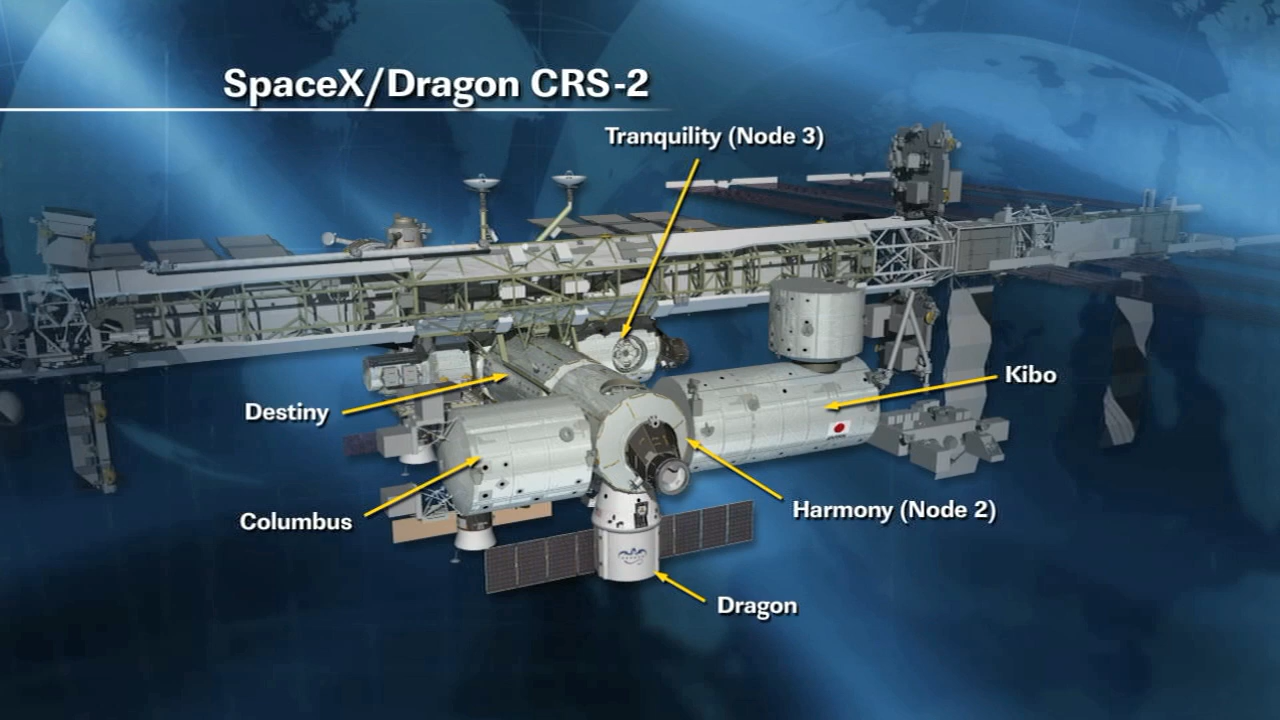 SpaceX/Dragon CRS-2
Tranquility (Node 3)
Kibo
Destiny
Harmony (Node 2)
Columbus
Dragon